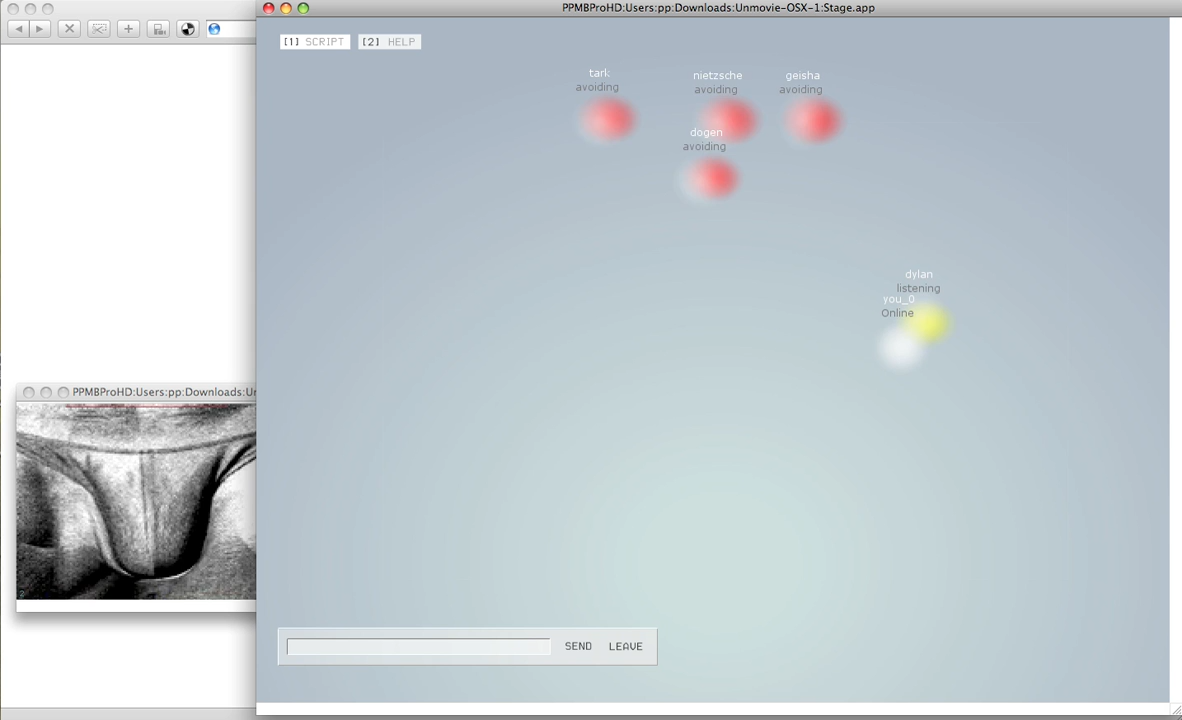 PPMBProHD:Users:pp:Downloads:Unmovie-OSX-1:Stage.app
[1] SCRIPT [2] HELP
tark
avoiding
nietzsche
avoiding
geisha
avoiding
dogen
avoiding
dylan
listening
you_0
Online
PPMBProHD:Users:pp:Downloads:Un
SEND LEAVE